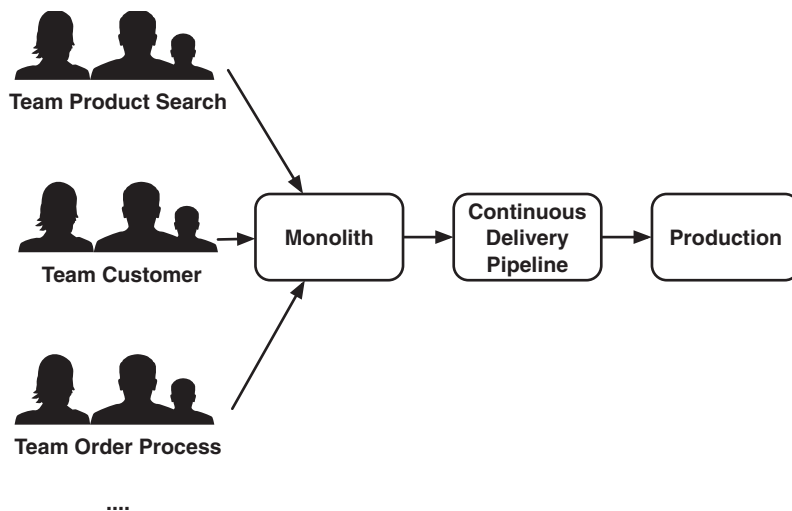 Team Product Search
Team Customer
Monolith
Continuous
Delivery
Pipeline
Production
Team Order Process
....